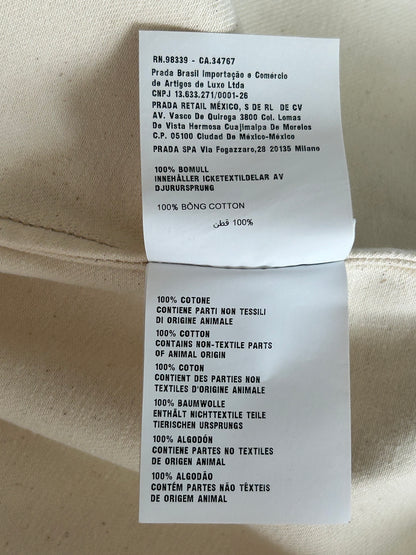 RN.98339 - CA.34767
Prada Brasil Importação e Comércio
de Artigos de Luxo Ltda
CNPJ 13.633.271/0001-26
PRADA RETAIL MÉXICO, S DE RL DE CV
AV. Vasco De Quiroga 3800 Col. Lomas
De Vista Hermosa Cuajimalpa De Morelos
C.P. 05100 Ciudad De México-México
PRADA SPA Via Fogazzaro,28 20135 Milano
100% BOMULL
INNEHÅLLER ICKETEXTILDELAR AV
DJURURSPRUNG
100% BÔNG COTTON
100% قطن
100% COTONE
CONTIENE PARTI NON TESSILI
DI ORIGINE ANIMALE
100% COTTON
CONTAINS NON-TEXTILE PARTS
OF ANIMAL ORIGIN
100% COTON
CONTIENT DES PARTIES NON
TEXTILES D'ORIGINE ANIMALE
100% BAUMWOLLE
ENTHÄLT NICHTTEXTILE TEILE
TIERISCHEN URSPRUNGS
100% ALGODÓN
CONTIENE PARTES NO TEXTILES
DE ORIGEN ANIMAL
100% ALGODÃO
CONTÉM PARTES NÃO TÊXTEIS
DE ORIGEM ANIMAL